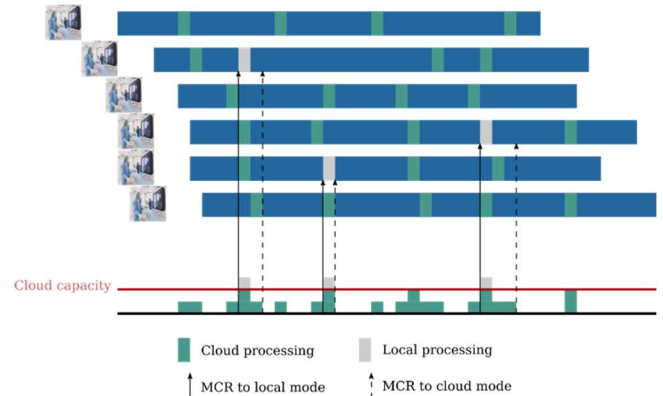 Cloud capacity
Cloud processing
Local processing
MCR to local mode
MCR to cloud mode